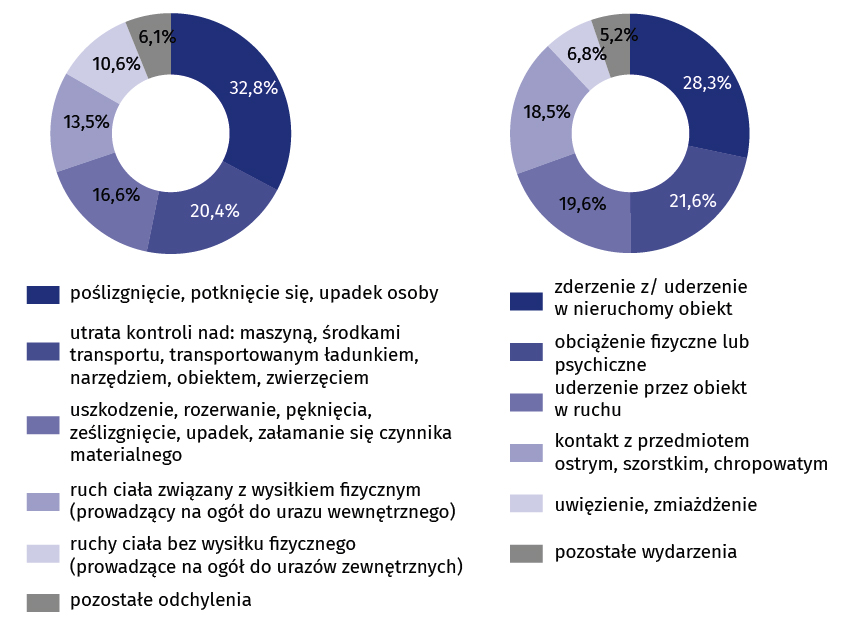 6,1%
32,8%
10,6%
13,5%
16,6%
20,4%
5,2%
28,3%
6,8%
18,5%
19,6%
21,6%
poślizgnięcie, potknięcie się, upadek osoby
utrata kontroli nad: maszyną, środkami
transportu, transportowanym ładunkiem,
narzędziem, obiektem, zwierzęciem
uszkodzenie, rozerwanie, pęknięcia,
ześlizgnięcie, upadek, załamanie się czynnika
materialnego
ruch ciała związany z wysiłkiem fizycznym
(prowadzący na ogół do urazu wewnętrznego)
ruchy ciała bez wysiłku fizycznego
(prowadzące na ogół do urazów zewnętrznych)
pozostałe odchylenia
zderzenie z/ uderzenie
w nieruchomy obiekt
obciążenie fizyczne lub
psychiczne
uderzenie przez obiekt
w ruchu
kontakt z przedmiotem
ostrym, szorstkim, chropowatym
uwięzienie, zmiażdżenie
pozostałe wydarzenia